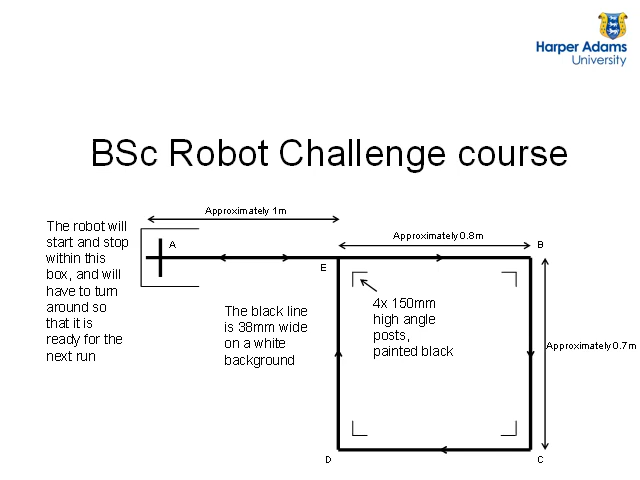 Harper Adams
University
BSc Robot Challenge course
Approximately 1m
The robot will
start and stop
within this
box, and will
have to turn
around so
that it is
ready for the
next run
A
Approximately 0.8m
B
E
The black line
is 38mm wide
on a white
background
4x 150mm
high angle
posts,
painted black
Approximately 0.7m
D
C